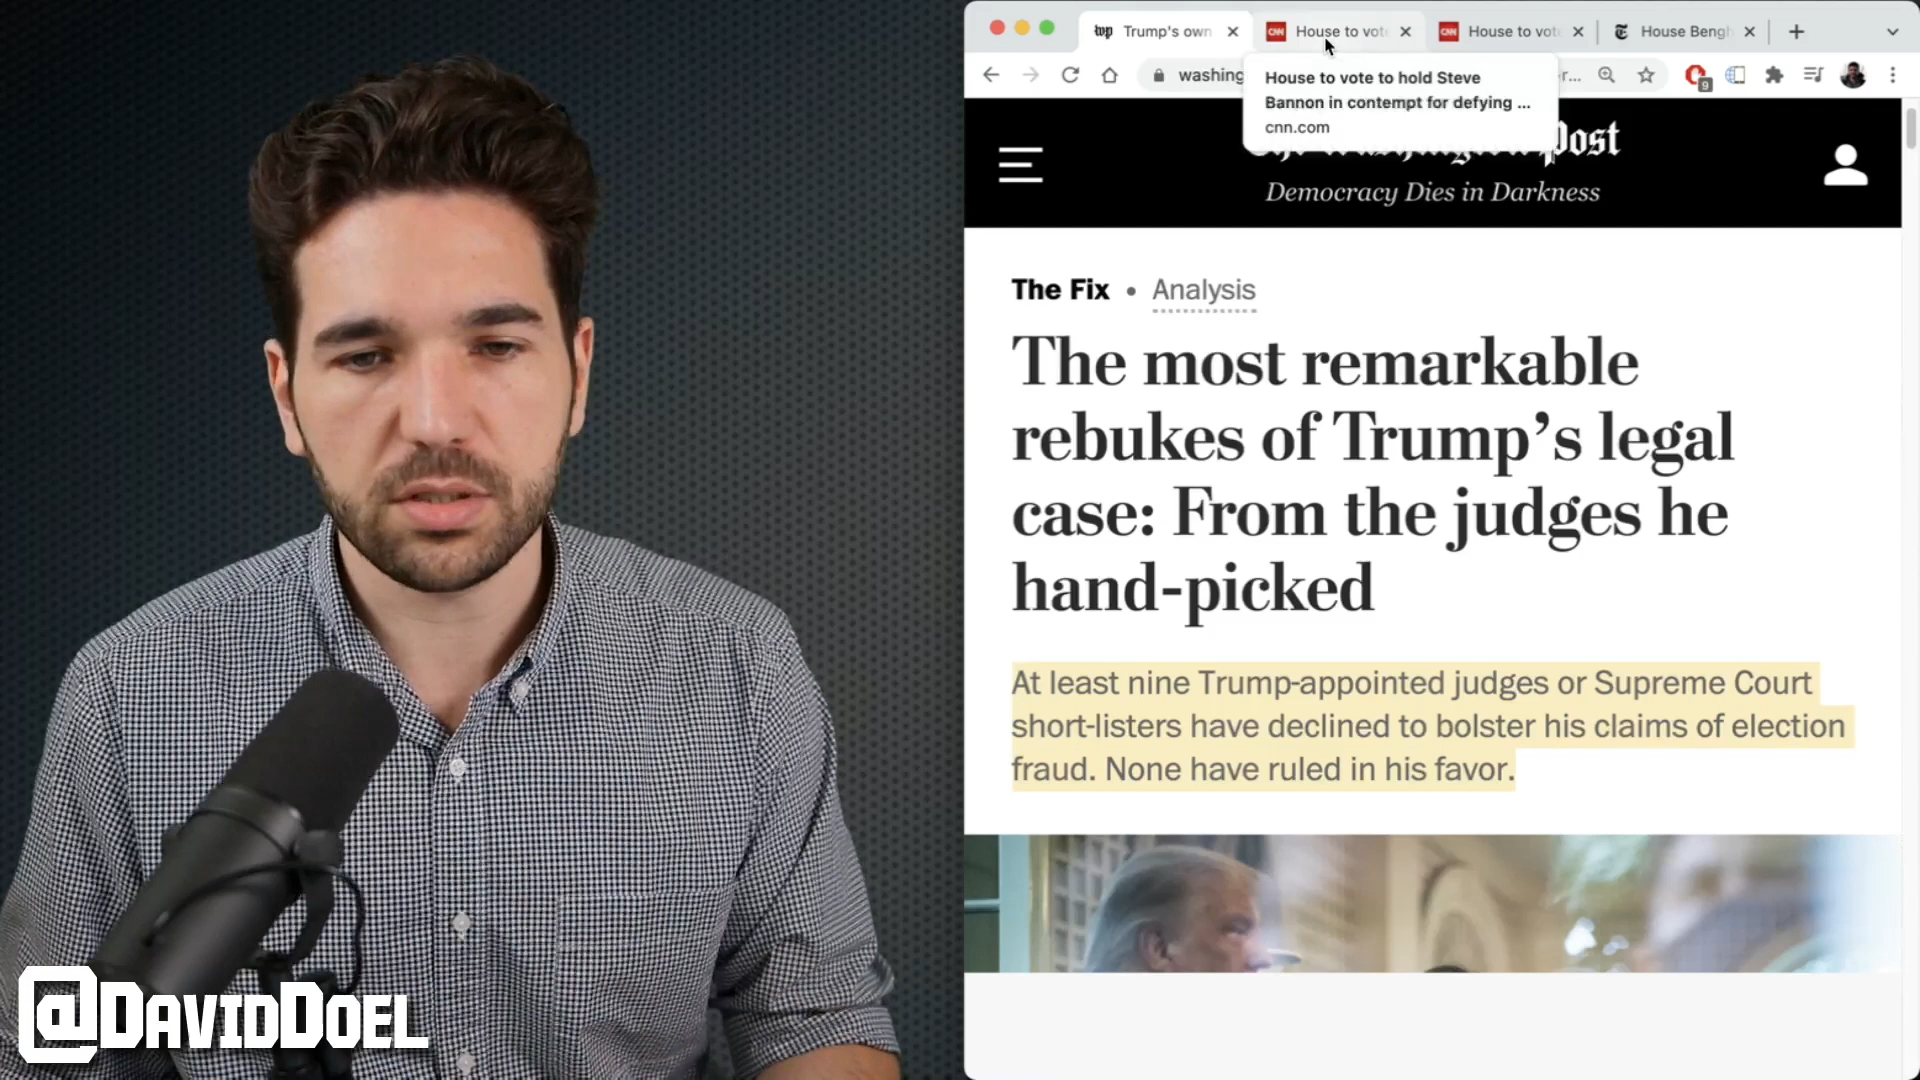 Trump's own
House to vote
House to vot
House Bengh
washing
House to vote to hold Steve
Bannon in contempt for defying ...
cnn.com
9
Post
Democracy Dies in Darkness
The Fix • Analysis
The most remarkable
rebukes of Trump's legal
case: From the judges he
hand-picked
At least nine Trump-appointed judges or Supreme Court
short-listers have declined to bolster his claims of election
fraud. None have ruled in his favor.
@DAVIDDOEL